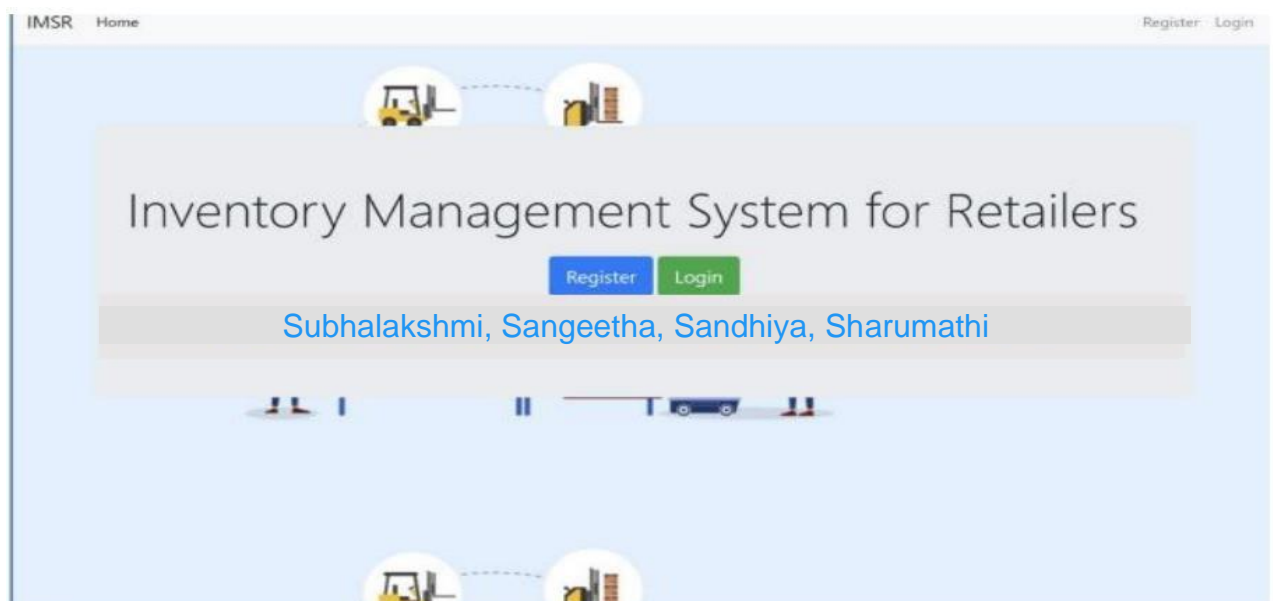 IMSR Home Register Login
Inventory Management System for Retailers
Register Login
Subhalakshmi, Sangeetha, Sandhiya, Sharumathi